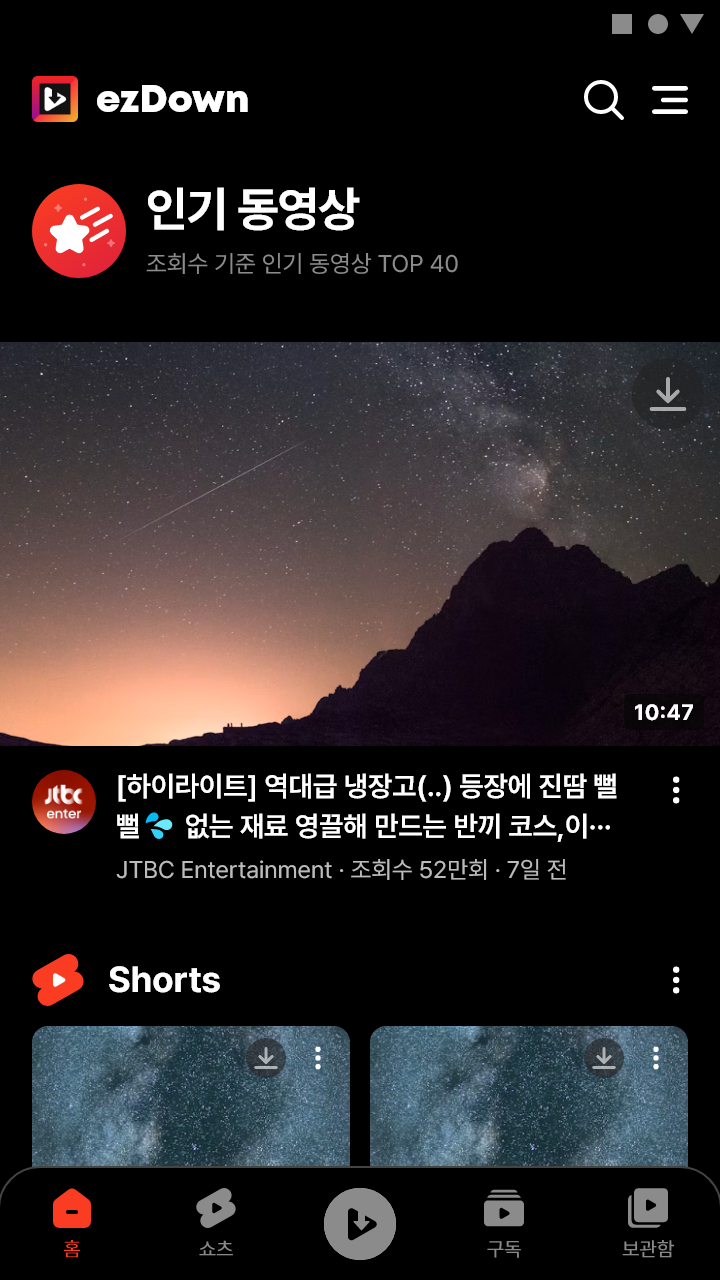 ezDown
인기 동영상
조회수 기준 인기 동영상 TOP 40
10:47
jtbc
enter
[하이라이트] 역대급 냉장고(..) 등장에 진땀 뻘
뻘💦 없는 재료 영끌해 만드는 반끼 코스,이⋯
JTBC Entertainment · 조회수 52만회 · 7일 전
Shorts
홈
쇼츠
구독
보관함